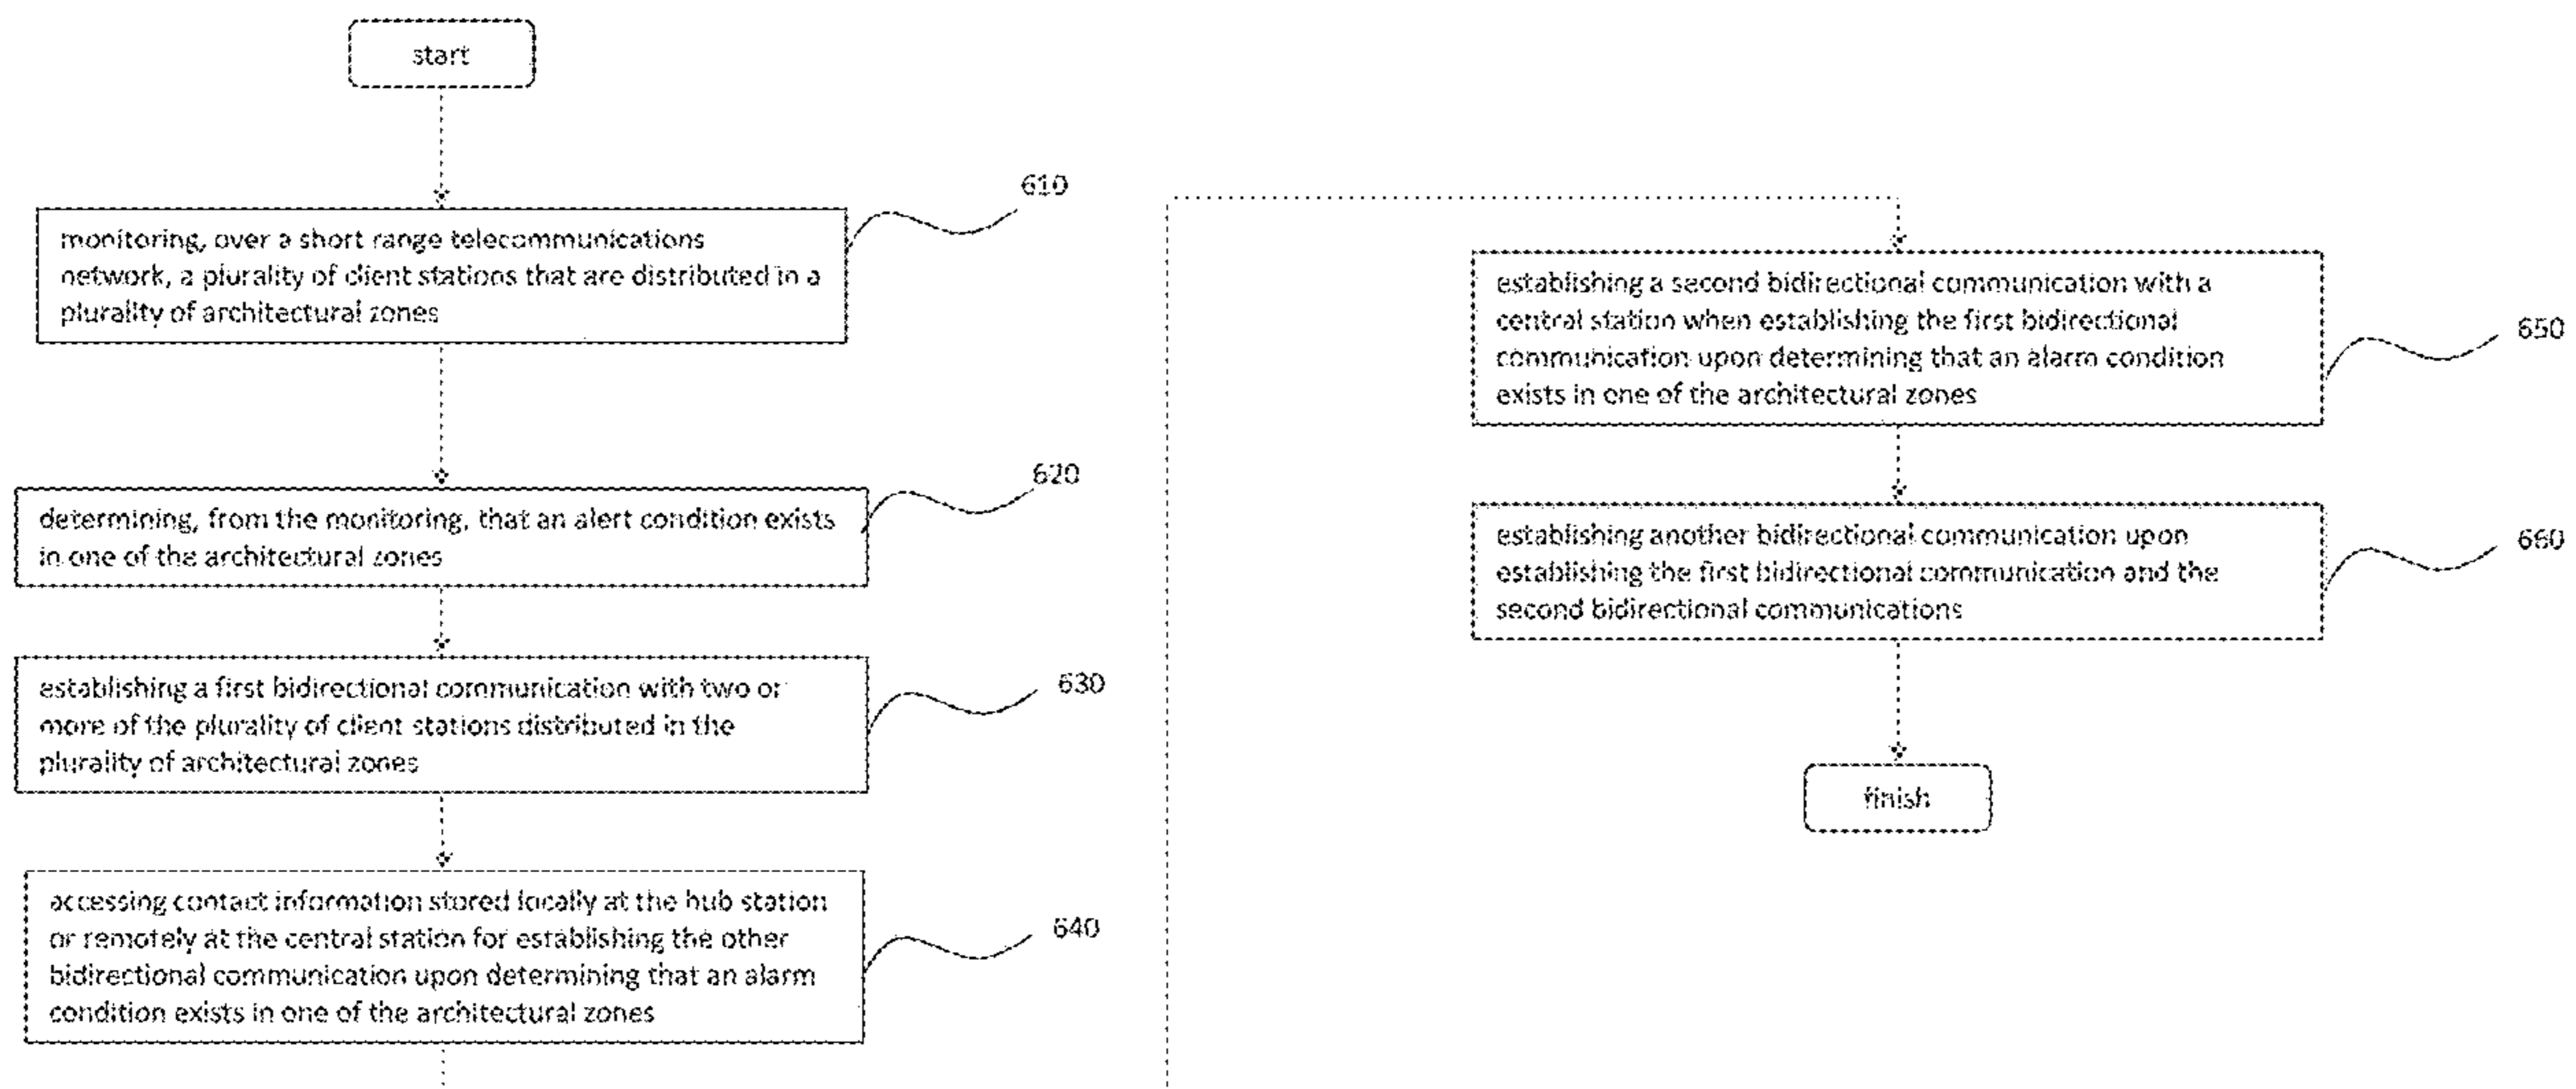 start
610
monitoring, over a short range telecommunications
network, a plurality of client stations that are distributed in a
plurality of architectural zones
620
determining, from the monitoring, that an alert condition exists
in one of the architectural zones
630
establishing a first bidirectional communication with two or
more of the plurality of client stations distributed in the
plurality of architectural zones
640
accessing contact information stored locally at the hub station
or remotely at the central station for establishing the other
bidirectional communication upon determining that an alarm
condition exists in one of the architectural zones
650
establishing a second bidirectional communication with a
central station when establishing the first bidirectional
communication upon determining that an alarm condition
exists in one of the architectural zones
660
establishing another bidirectional communication upon
establishing the first bidirectional communication and the
second bidirectional communications
finish